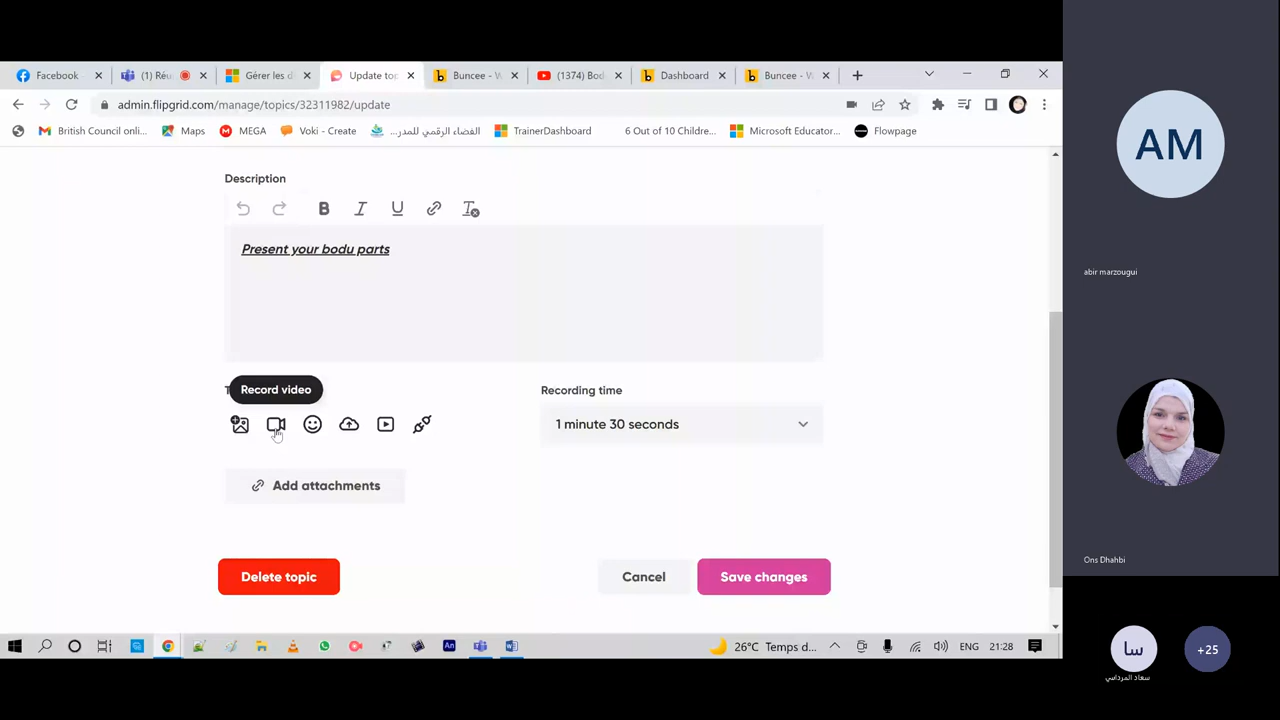 Facebook
(1) Réu
Gérer les d
Update top
Buncee - W
(1374) Bod
Dashboard
Buncee - W
admin.flipgrid.com/manage/topics/32311982/update
British Council onli...
Maps
MEGA
Voki - Create
الفضاء الرقمي للمدر...
TrainerDashboard
6 Out of 10 Childre...
Microsoft Educator...
Flowpage
Description
B I U
Present your bodu parts
Record video
Recording time
1 minute 30 seconds
Add attachments
Delete topic
Cancel
Save changes
An
26°C Temps d...
ENG
21:28
AM
abir marzougui
Ons Dhahbi
سا
+25
سعاد المرداسي